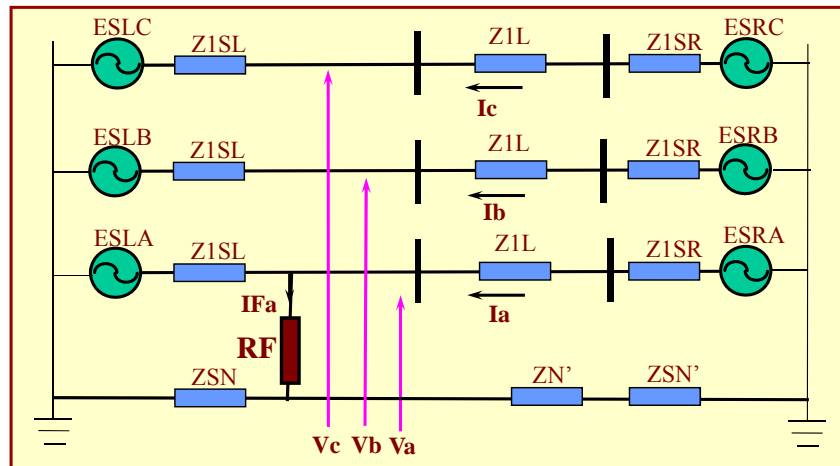 ESLC Z1SL Z1L Z1SR ESRC
Ic
ESLB Z1SL Z1L Z1SR ESRB
Ib
ESLA Z1SL Z1L Z1SR ESRA
IFa Ia
RF
ZSN ZN’ ZSN’
Vc Vb Va